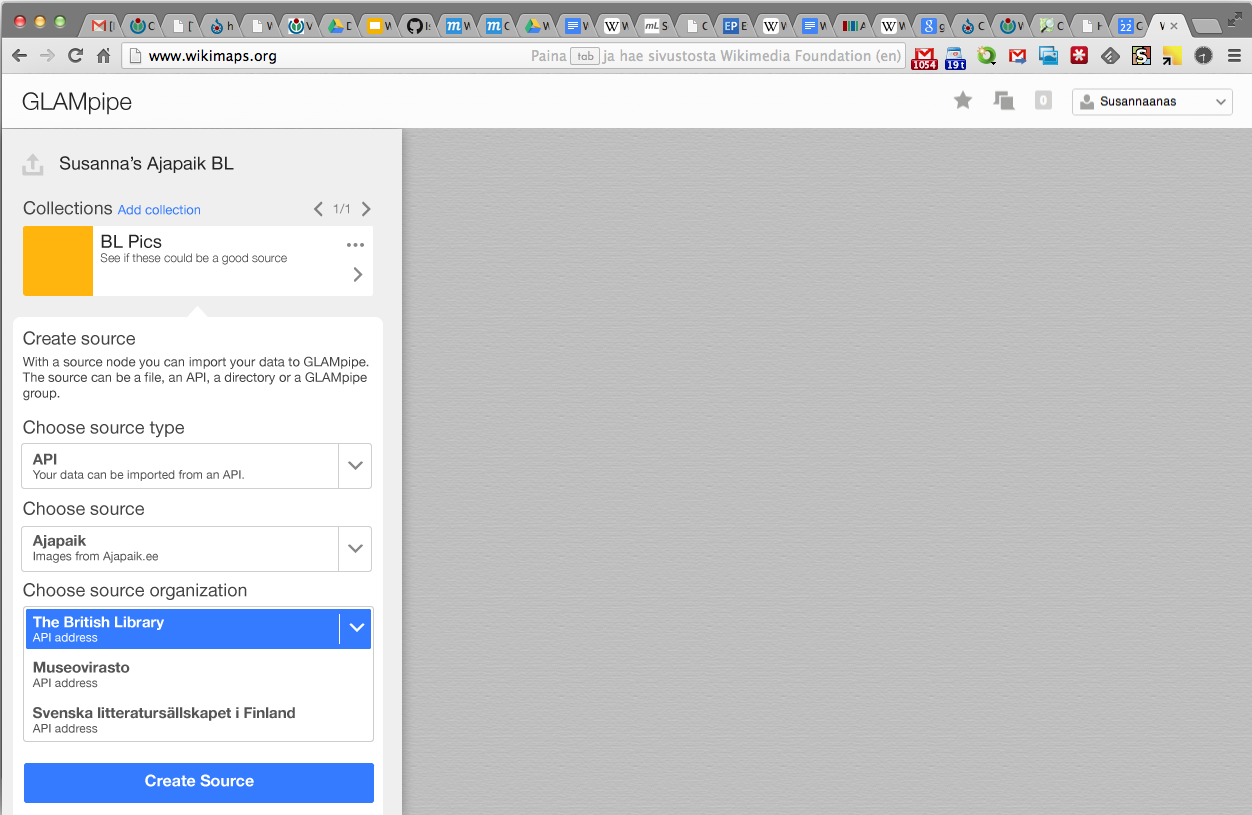 www.wikimaps.org
Paina tab ja hae sivustosta Wikimedia Foundation (en)
1054
19t
GLAMpipe
0
Susannaanas
Susanna’s Ajapaik BL
Collections Add collection
1/1
BL Pics
See if these could be a good source
Create source
With a source node you can import your data to GLAMpipe.
The source can be a file, an API, a directory or a GLAMpipe
group.
Choose source type
API
Your data can be imported from an API.
Choose source
Ajapaik
Images from Ajapaik.ee
Choose source organization
The British Library
API address
Museovirasto
API address
Svenska litteratursällskapet i Finland
API address
Create Source